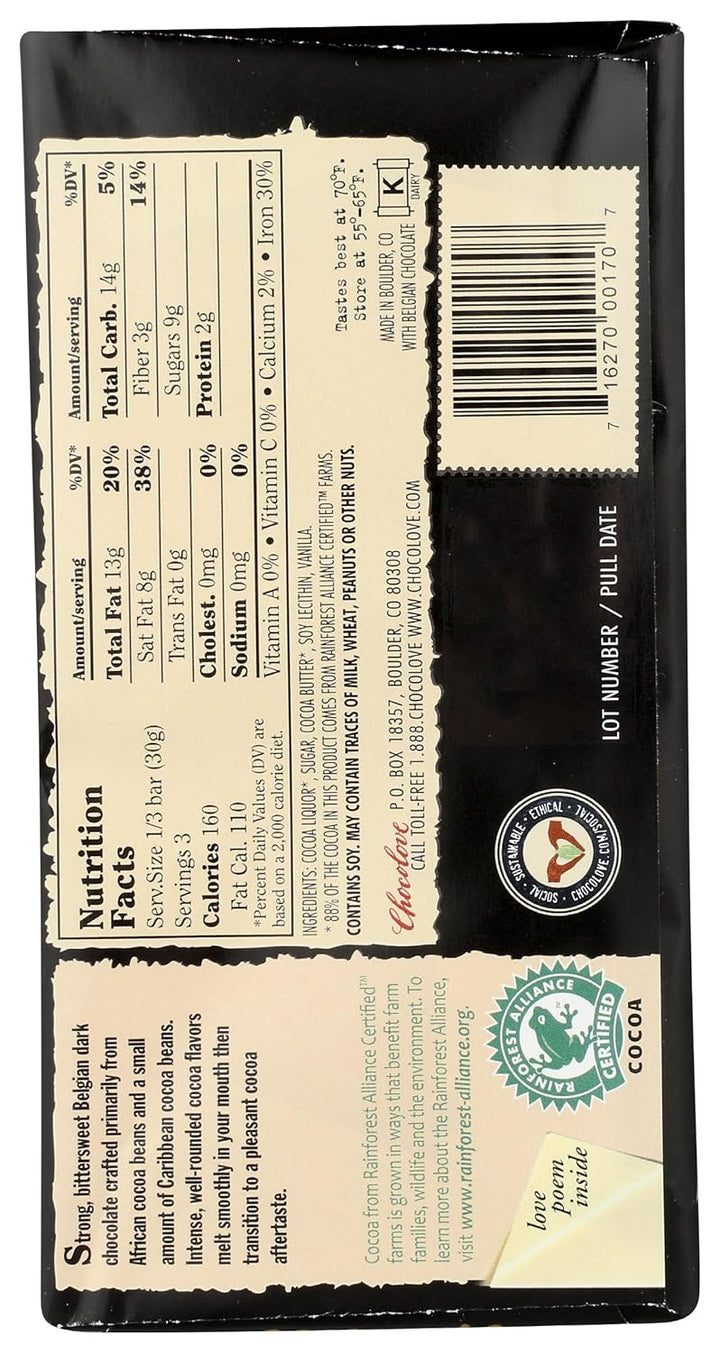 Strong, bittersweet Belgian dark
chocolate crafted primarily from
African cocoa beans and a small
amount of Caribbean cocoa beans.
Intense, well-rounded cocoa flavors
melt smoothly in your mouth then
transition to a pleasant cocoa
aftertaste.
Cocoa from Rainforest Alliance Certified™
farms is grown in ways that benefit farm
families, wildlife and the environment. To
learn more about the Rainforest Alliance,
visit www.rainforest-alliance.org.
love
poem
inside
RAINFOREST ALLIANCE
CERTIFIED
TM
COCOA
Nutrition
Facts
Serv.Size 1/3 bar (30g)
Servings 3
Calories 160
Fat Cal. 110
*Percent Daily Values (DV) are
based on a 2,000 calorie diet.
Amount/serving %DV*
Total Fat 13g 20%
Sat Fat 8g 38%
Trans Fat 0g
Cholest. 0mg 0%
Sodium 0mg 0%
Amount/serving %DV*
Total Carb. 14g 5%
Fiber 3g 14%
Sugars 9g
Protein 2g
Vitamin A 0% • Vitamin C 0% • Calcium 2% • Iron 30%
INGREDIENTS: COCOA LIQUOR*, SUGAR, COCOA BUTTER*, SOY LECITHIN, VANILLA.
* 88% OF THE COCOA IN THIS PRODUCT COMES FROM RAINFOREST ALLIANCE CERTIFIED™ FARMS.
CONTAINS SOY. MAY CONTAIN TRACES OF MILK, WHEAT, PEANUTS OR OTHER NUTS.
Tastes best at 70°F.
Store at 55°–65°F.
Chocolove P.O. BOX 18357, BOULDER, CO 80308
CALL TOLL-FREE 1.888.CHOCOLOVE WWW.CHOCOLOVE.COM
MADE IN BOULDER, CO
WITH BELGIAN CHOCOLATE
K
DAIRY
SOCIAL • SUSTAINABLE • ETHICAL •
CHOCOLOVE.COM/SOCIAL
LOT NUMBER / PULL DATE
7 16270 00170 7